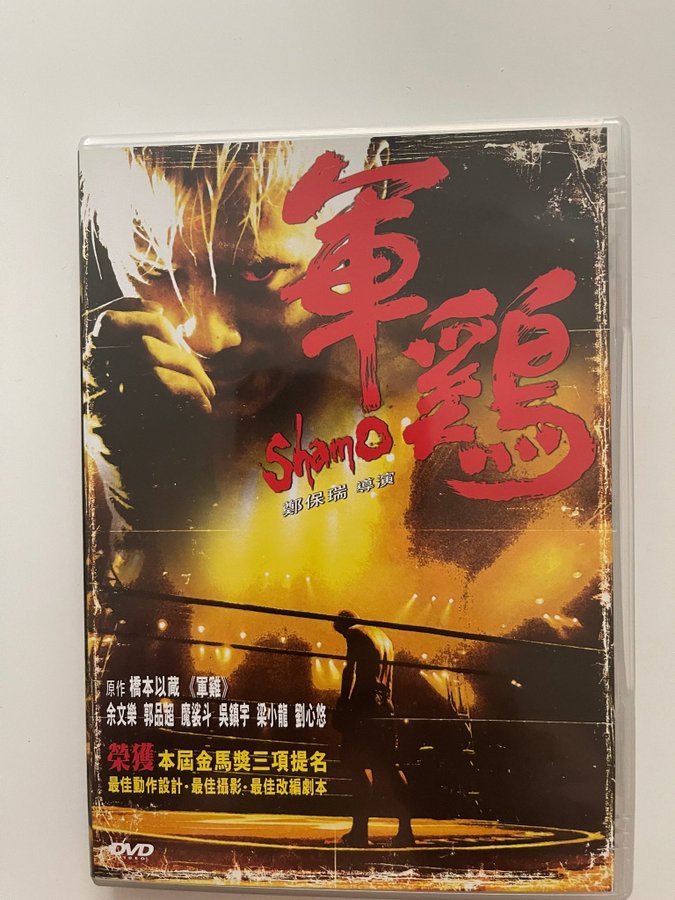 軍鶏
Shamo
鄭保瑞 導演
原作 橋本以蔵《軍雞》
余文樂 郭品超 魔裟斗 吳鎮宇 梁小龍 劉心悠
榮獲本屆金馬獎三項提名
最佳動作設計·最佳攝影·最佳改編劇本
DVD
VIDEO